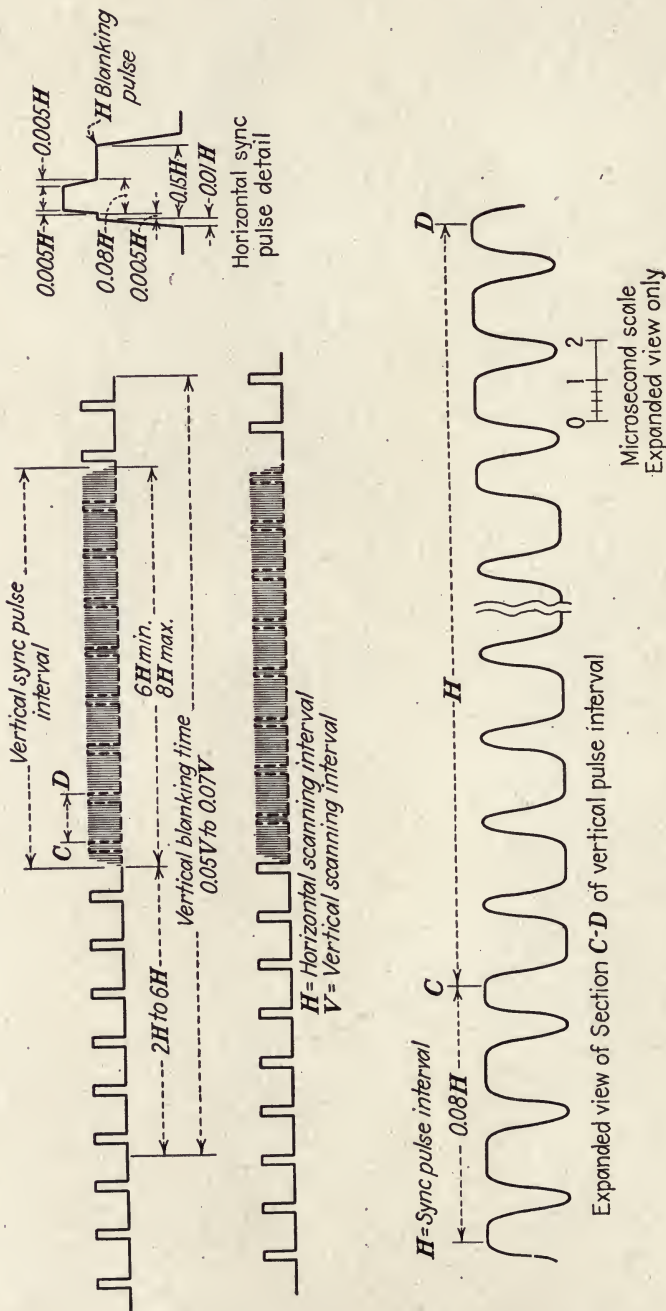 0.005H
0.005H
H Blanking
pulse
0.08H
0.005H
0.15H
0.01H
Horizontal sync
pulse detail
Vertical sync pulse
interval
C
D
2H to 6H
6H min.
8H max.
Vertical blanking time
0.05V to 0.07V
H = Horizontal scanning interval
V = Vertical scanning interval
H = Sync pulse interval
0.08H
C
H
D
0
1
2
Microsecond scale
Expanded view only
Expanded view of Section C-D of vertical pulse interval